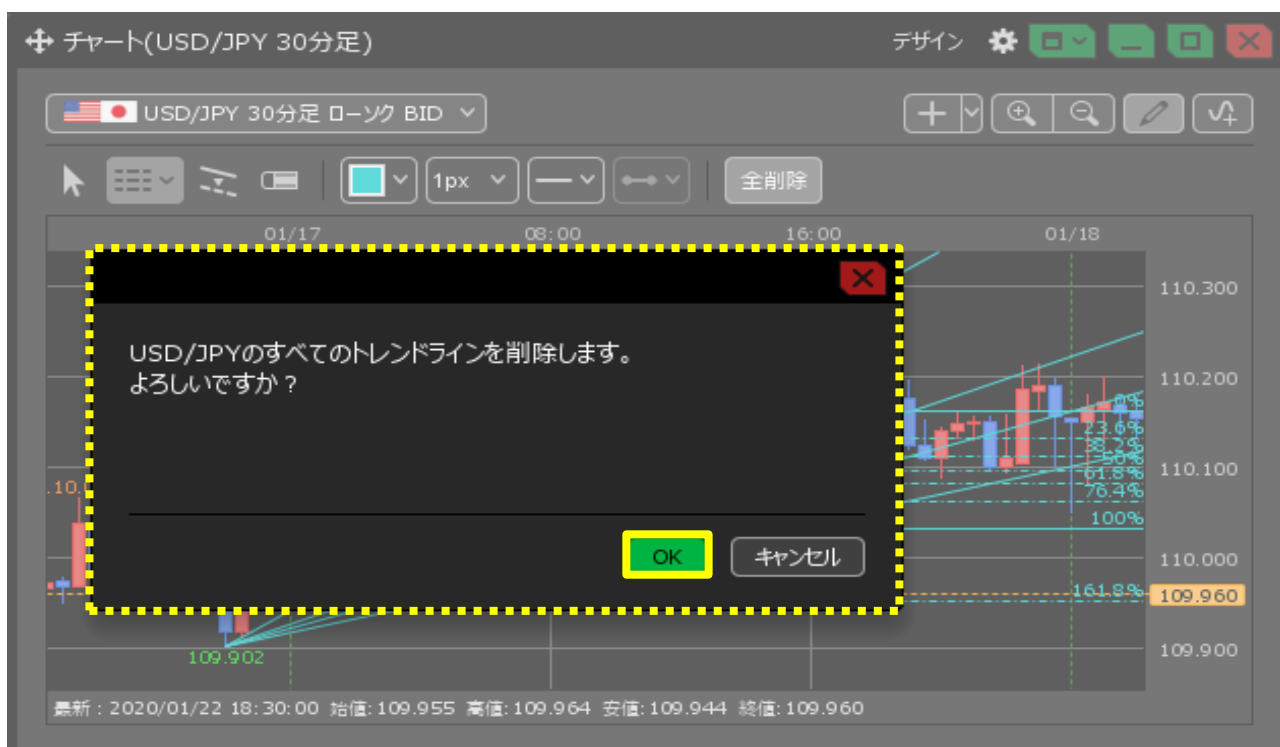 チャート(USD/JPY 30分足)
デザイン
USD/JPY 30分足 ローソク BID
1px
全削除
01/17 08:00 16:00 01/18
110.300
USD/JPYのすべてのトレンドラインを削除します。
よろしいですか？
110.200
0%
23.6%
38.2%
50%
61.8%
76.4%
110.100
100%
OK キャンセル
110.000
161.8%
109.960
109.902
109.900
最新：2020/01/22 18:30:00 始値:109.955 高値:109.964 安値:109.944 終値:109.960